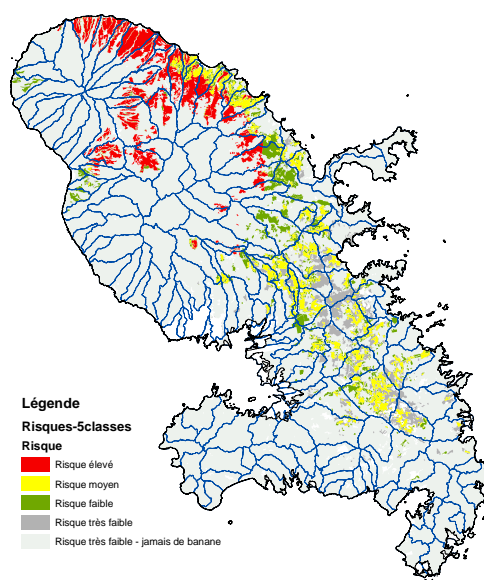 Légende
Risques-5classes
Risque
Risque élevé
Risque moyen
Risque faible
Risque très faible
Risque très faible - jamais de banane